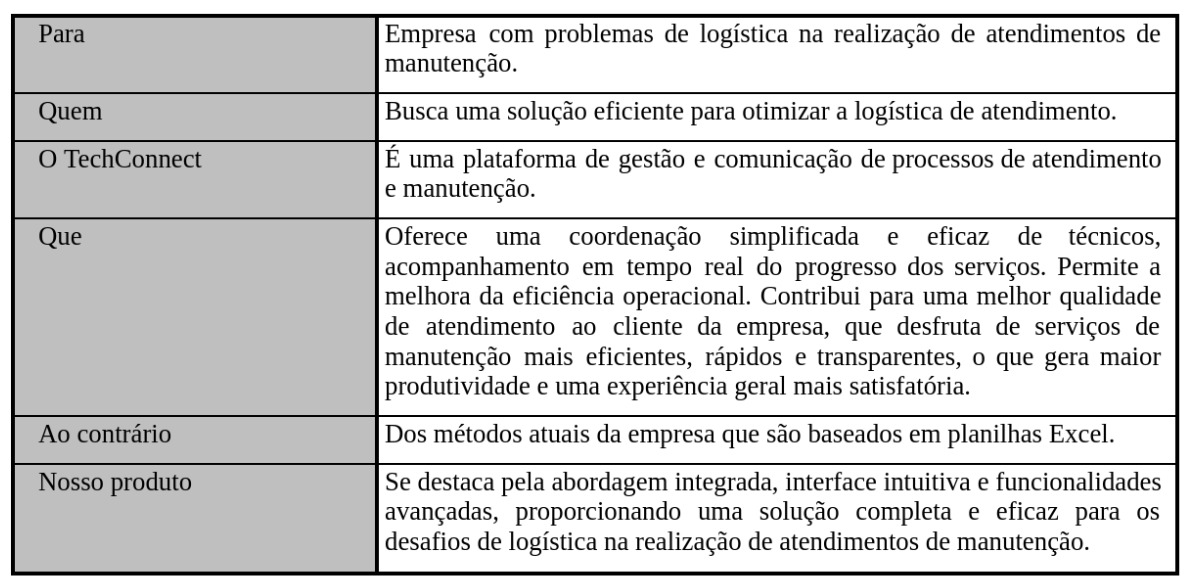 Para
Empresa com problemas de logística na realização de atendimentos de
manutenção.
Quem
Busca uma solução eficiente para otimizar a logística de atendimento.
O TechConnect
É uma plataforma de gestão e comunicação de processos de atendimento
e manutenção.
Que
Oferece uma coordenação simplificada e eficaz de técnicos,
acompanhamento em tempo real do progresso dos serviços. Permite a
melhora da eficiência operacional. Contribui para uma melhor qualidade
de atendimento ao cliente da empresa, que desfruta de serviços de
manutenção mais eficientes, rápidos e transparentes, o que gera maior
produtividade e uma experiência geral mais satisfatória.
Ao contrário
Dos métodos atuais da empresa que são baseados em planilhas Excel.
Nosso produto
Se destaca pela abordagem integrada, interface intuitiva e funcionalidades
avançadas, proporcionando uma solução completa e eficaz para os
desafios de logística na realização de atendimentos de manutenção.